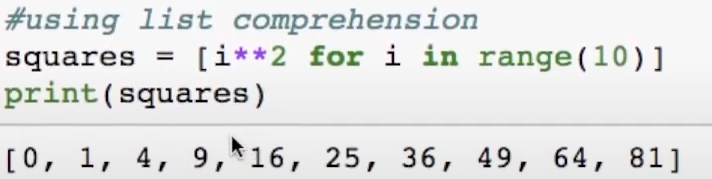 #using list comprehension
squares = [i**2 for i in range(10)]
print(squares)
[0, 1, 4, 9, 16, 25, 36, 49, 64, 81]